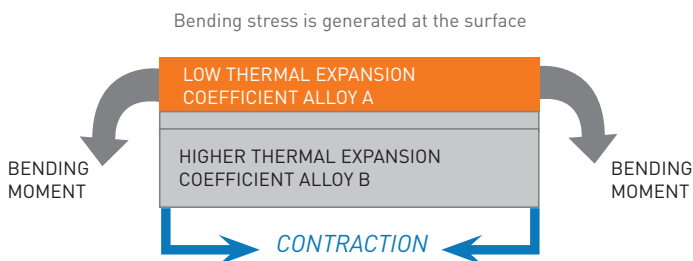 Bending stress is generated at the surface
LOW THERMAL EXPANSION
COEFFICIENT ALLOY A
HIGHER THERMAL EXPANSION
COEFFICIENT ALLOY B
BENDING
MOMENT
BENDING
MOMENT
CONTRACTION